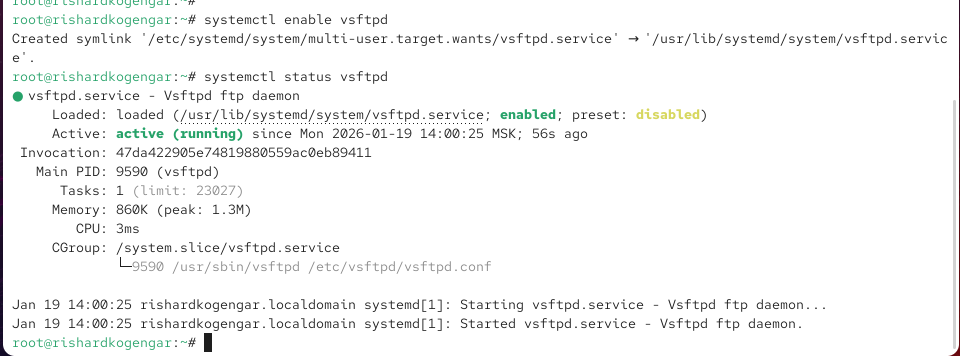 root@rishardkogengar:~#
root@rishardkogengar:~# systemctl enable vsftpd
Created symlink '/etc/systemd/system/multi-user.target.wants/vsftpd.service' → '/usr/lib/systemd/system/vsftpd.servic
e'.
root@rishardkogengar:~# systemctl status vsftpd
● vsftpd.service - Vsftpd ftp daemon
     Loaded: loaded (/usr/lib/systemd/system/vsftpd.service; enabled; preset: disabled)
     Active: active (running) since Mon 2026-01-19 14:00:25 MSK; 56s ago
 Invocation: 47da422905e74819880559ac0eb89411
   Main PID: 9590 (vsftpd)
      Tasks: 1 (limit: 23027)
     Memory: 860K (peak: 1.3M)
        CPU: 3ms
     CGroup: /system.slice/vsftpd.service
             └─9590 /usr/sbin/vsftpd /etc/vsftpd/vsftpd.conf

Jan 19 14:00:25 rishardkogengar.localdomain systemd[1]: Starting vsftpd.service - Vsftpd ftp daemon...
Jan 19 14:00:25 rishardkogengar.localdomain systemd[1]: Started vsftpd.service - Vsftpd ftp daemon.
root@rishardkogengar:~#